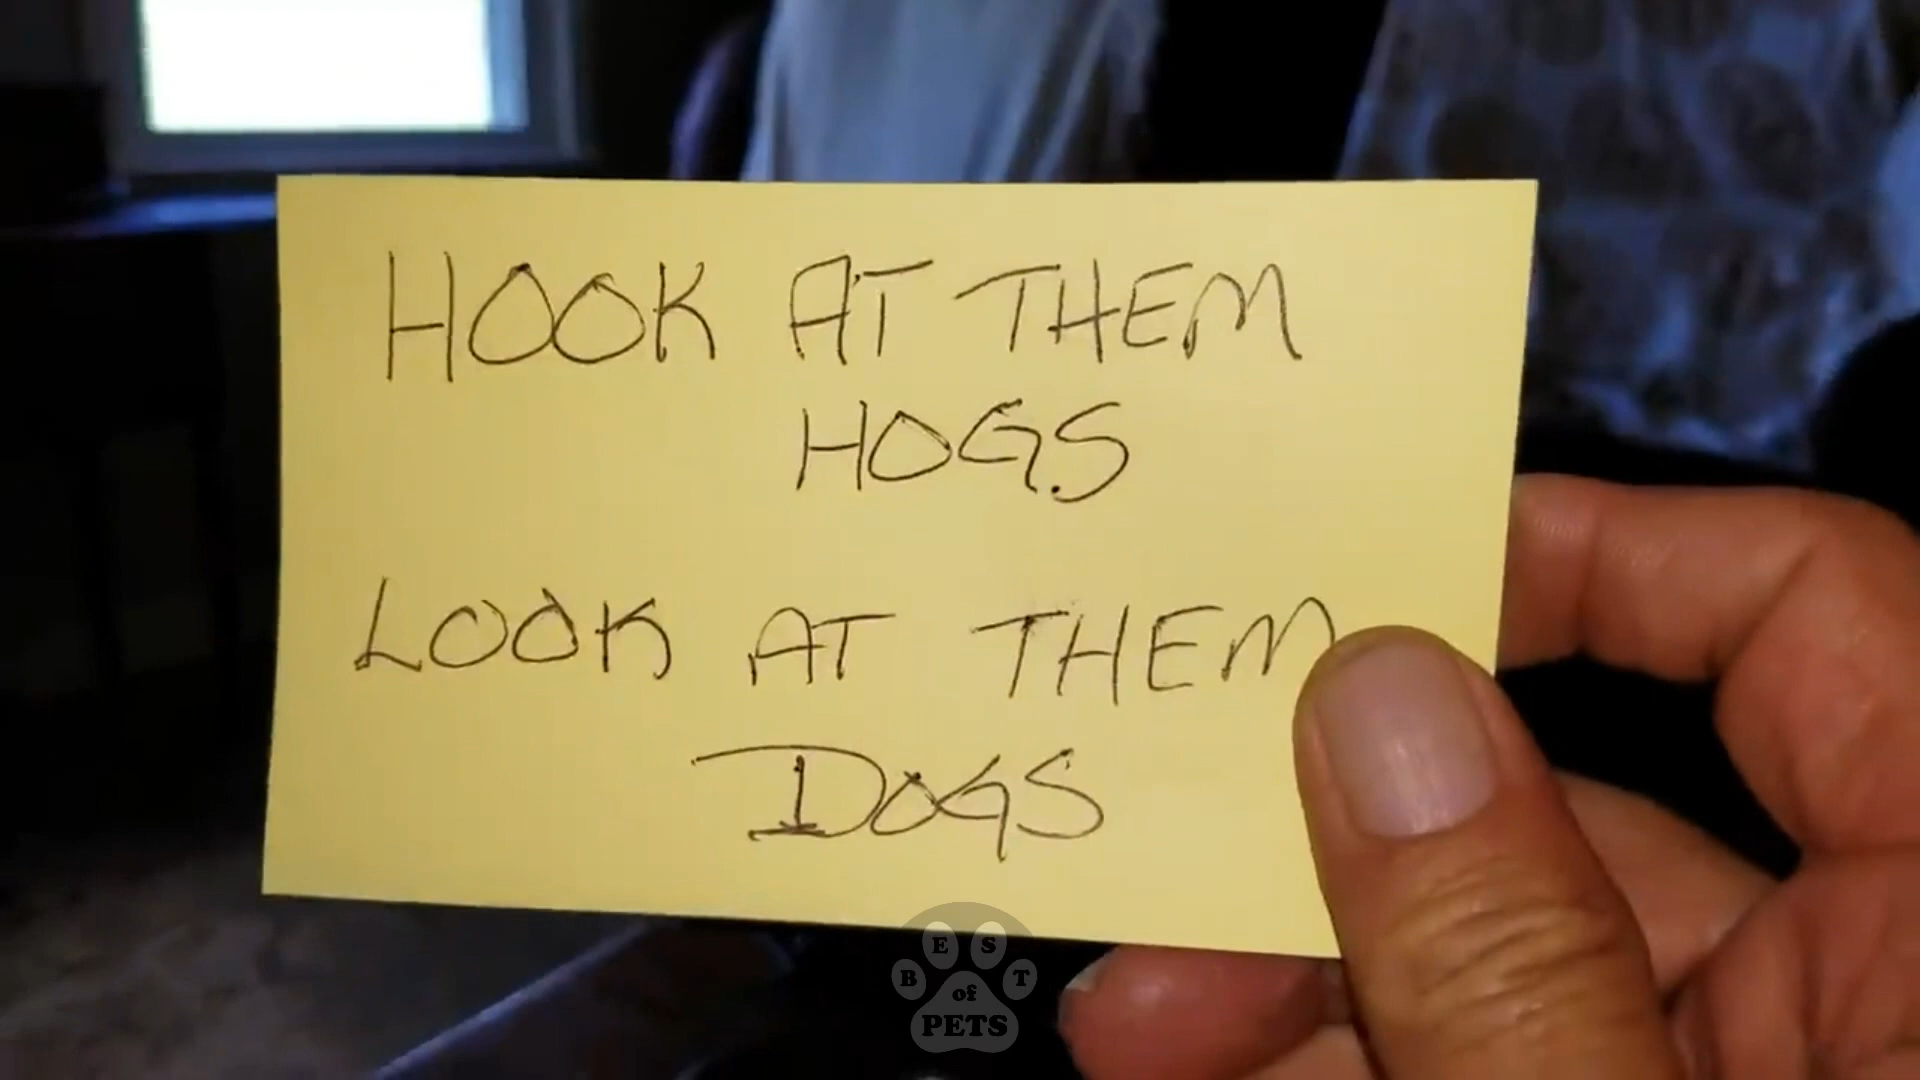 HOOK AT THEM
HOGS
LOOK AT THEM
DOGS
BEST
of
PETS